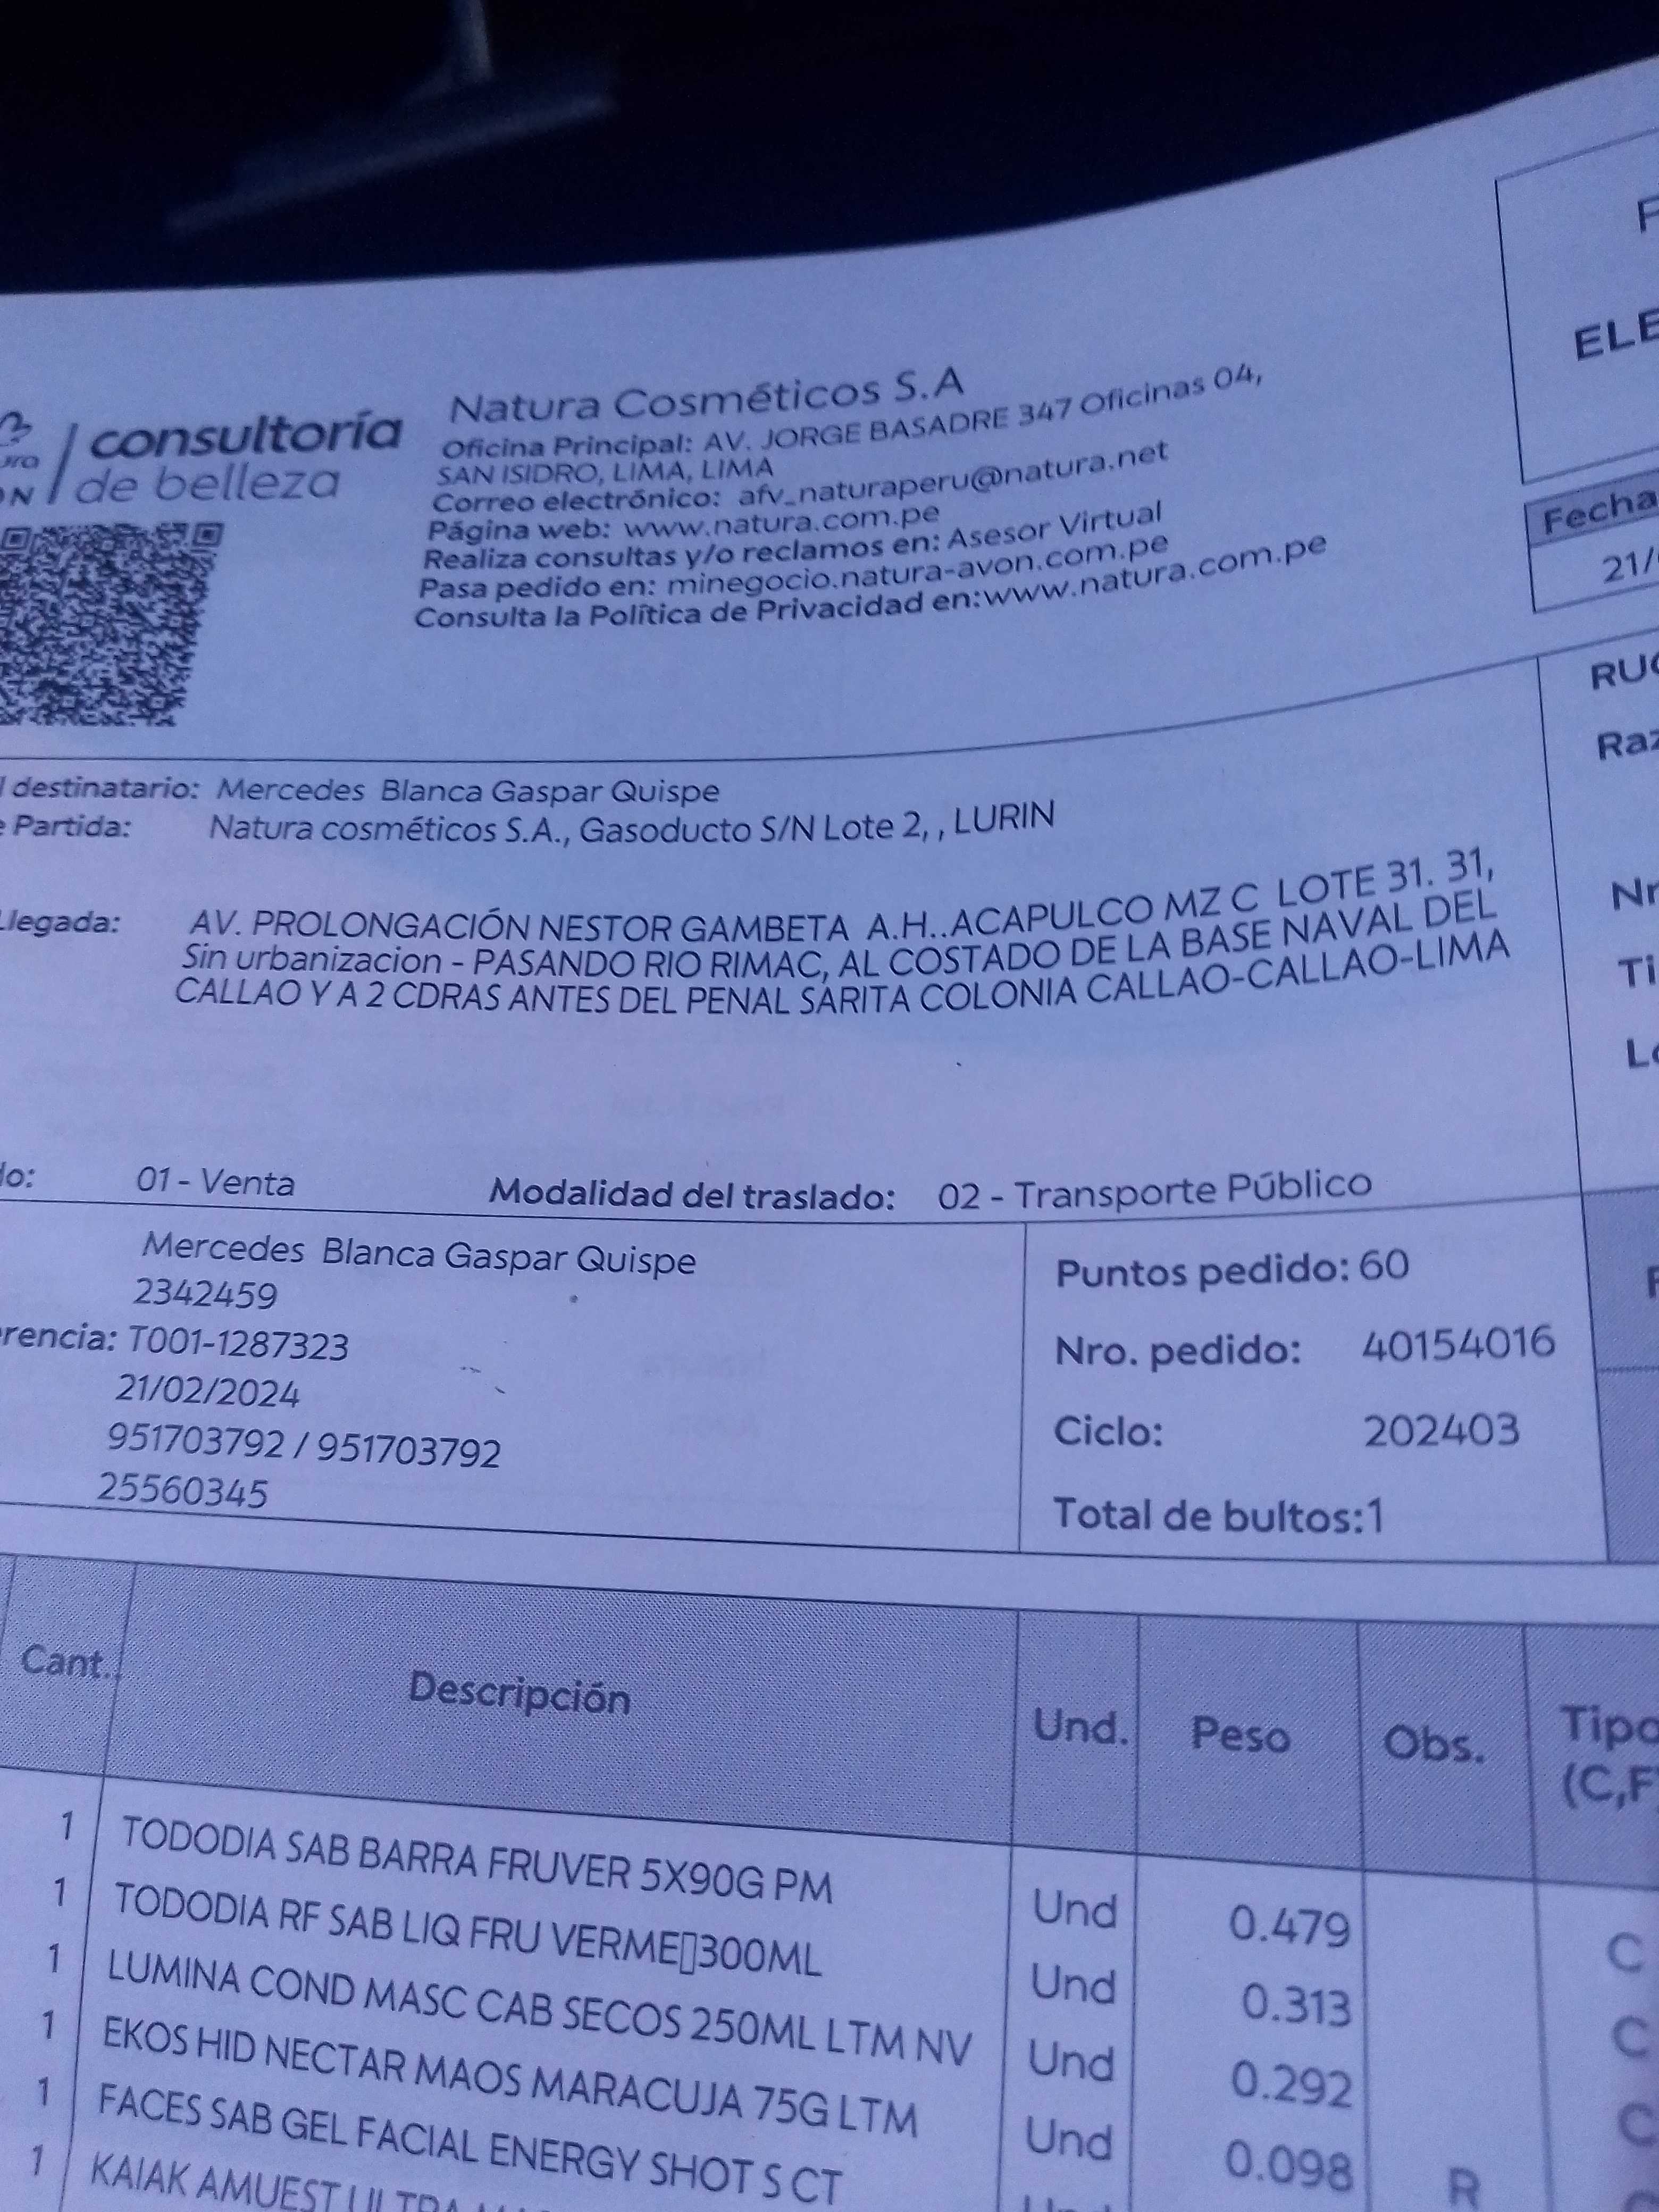 consultoría
de belleza
Natura Cosméticos S.A
Oficina Principal: AV. JORGE BASADRE 347 Oficinas 04,
SAN ISIDRO, LIMA, LIMA
Correo electrónico: afv_naturaperu@natura.net
Página web: www.natura.com.pe
Realiza consultas y/o reclamos en: Asesor Virtual
Pasa pedido en: minegocio.natura-avon.com.pe
Consulta la Política de Privacidad en:www.natura.com.pe
ELE
Fecha
21/
RUC
Raz
destinatario: Mercedes Blanca Gaspar Quispe
Partida: Natura cosméticos S.A., Gasoducto S/N Lote 2, , LURIN
Llegada: AV. PROLONGACIÓN NESTOR GAMBETA A.H..ACAPULCO MZ C LOTE 31. 31,
Sin urbanizacion - PASANDO RIO RIMAC, AL COSTADO DE LA BASE NAVAL DEL
CALLAO Y A 2 CDRAS ANTES DEL PENAL SARITA COLONIA CALLAO-CALLAO-LIMA
Nr
Ti
do: 01 - Venta Modalidad del traslado: 02 - Transporte Público
Mercedes Blanca Gaspar Quispe
2342459
rencia: T001-1287323
21/02/2024
951703792 / 951703792
25560345
Puntos pedido: 60
Nro. pedido: 40154016
Ciclo: 202403
Total de bultos:1
Cant. Descripción Und. Peso Obs. Tipo
(C,F
1 TODODIA SAB BARRA FRUVER 5X90G PM Und 0.479 C
1 TODODIA RF SAB LIQ FRU VERME▯300ML Und 0.313 C
1 LUMINA COND MASC CAB SECOS 250ML LTM NV Und 0.292 C
1 EKOS HID NECTAR MAOS MARACUJA 75G LTM Und 0.098 R
1 FACES SAB GEL FACIAL ENERGY SHOT S CT
1 KAIAK AMUEST ULTRA